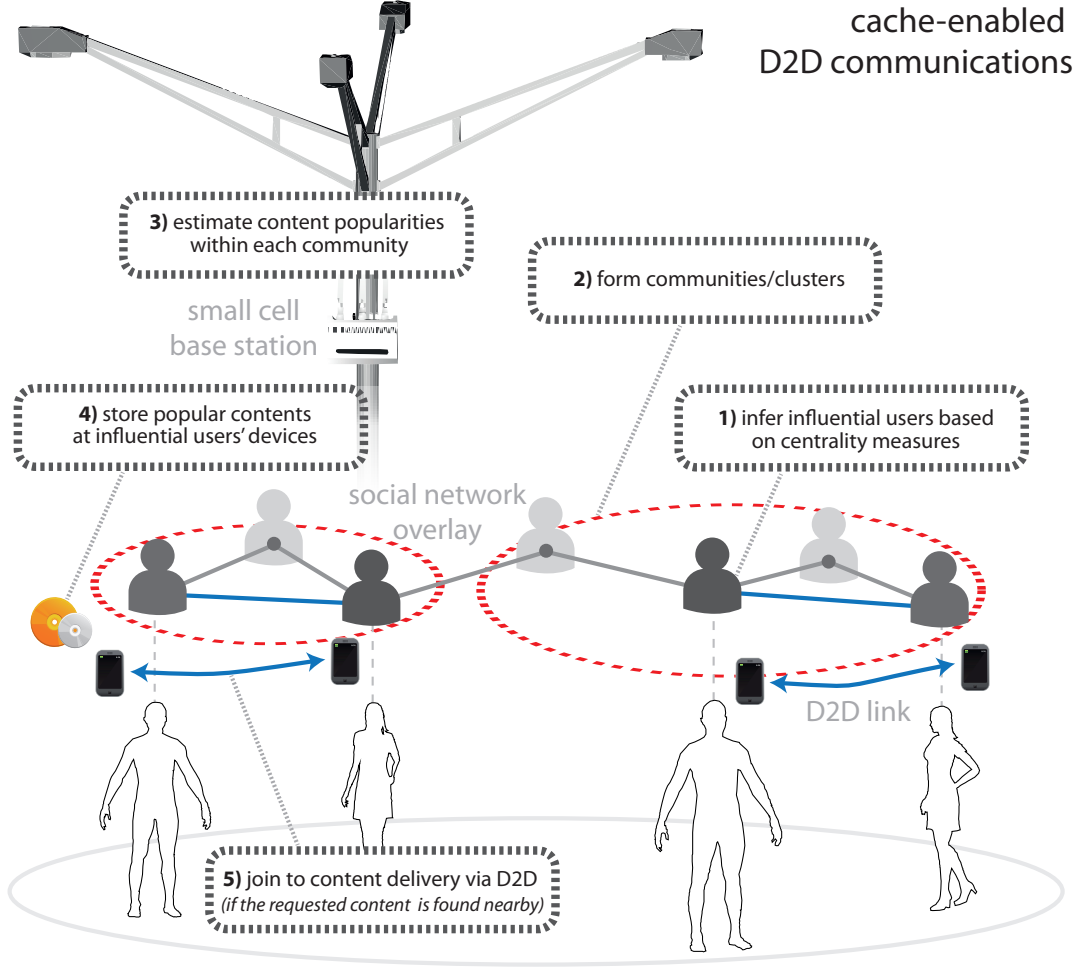 cache-enabled
D2D communications
3) estimate content popularities
within each community
2) form communities/clusters
small cell
base station
4) store popular contents
at influential users' devices
1) infer influential users based
on centrality measures
social network
overlay
D2D link
5) join to content delivery via D2D
(if the requested content is found nearby)